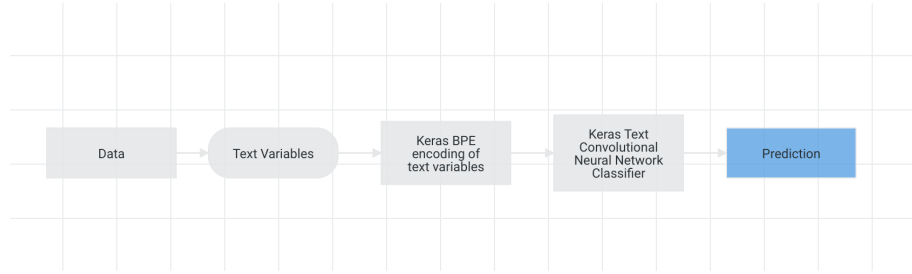 Data
Text Variables
Keras BPE
encoding of
text variables
Keras Text
Convolutional
Neural Network
Classifier
Prediction